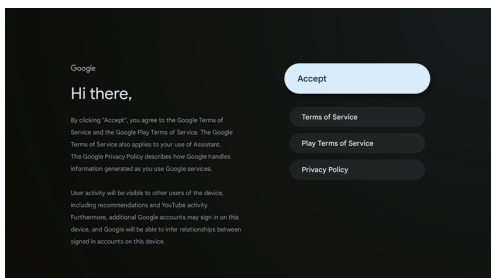 Google
Hi there,
By clicking "Accept", you agree to the Google Terms of
Service and the Google Play Terms of Service. The Google
Terms of Service also applies to your use of Assistant.
The Google Privacy Policy describes how Google handles
information generated as you use Google services.
User activity will be visible to other users of the device,
including recommendations and YouTube activity.
Furthermore, additional Google accounts may sign in on this
device, and Google will be able to infer relationships between
signed in accounts on this device.
Accept
Terms of Service
Play Terms of Service
Privacy Policy